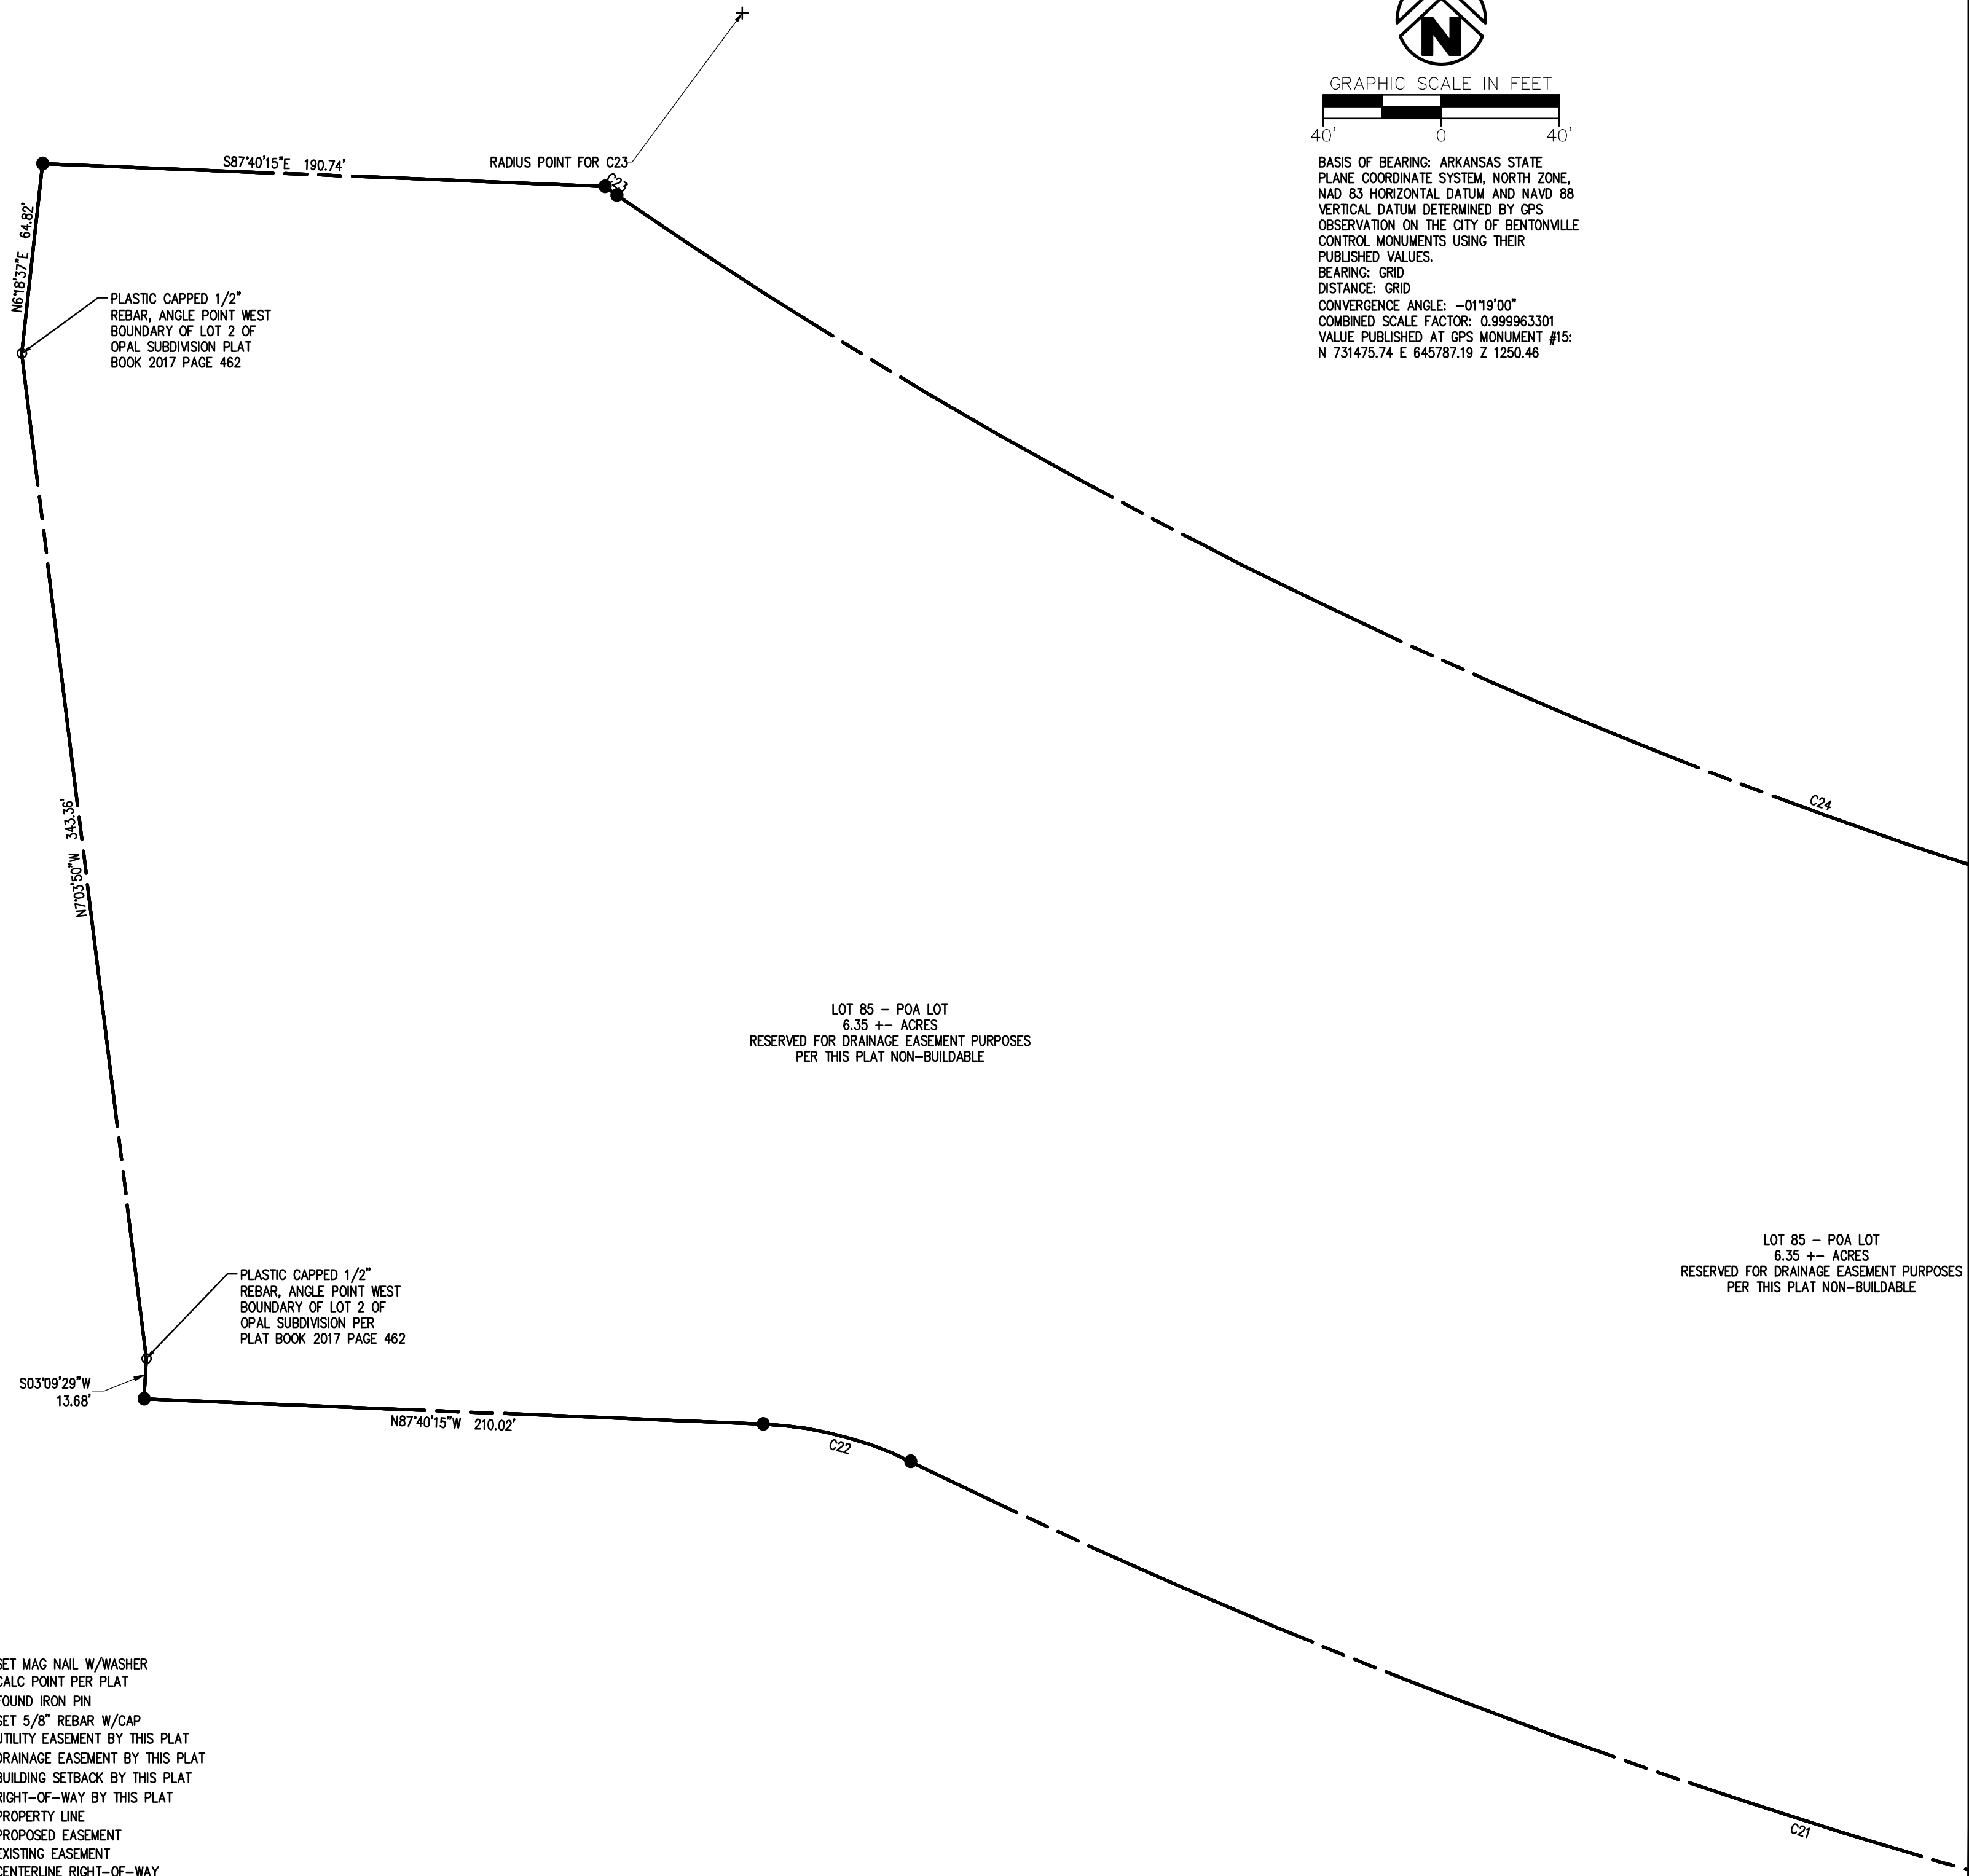 N
GRAPHIC SCALE IN FEET
40' 0 40'
BASIS OF BEARING: ARKANSAS STATE
PLANE COORDINATE SYSTEM, NORTH ZONE,
NAD 83 HORIZONTAL DATUM AND NAVD 88
VERTICAL DATUM DETERMINED BY GPS
OBSERVATION ON THE CITY OF BENTONVILLE
CONTROL MONUMENTS USING THEIR
PUBLISHED VALUES.
BEARING: GRID
DISTANCE: GRID
CONVERGENCE ANGLE: -01°19'00"
COMBINED SCALE FACTOR: 0.999963301
VALUE PUBLISHED AT GPS MONUMENT #15:
N 731475.74 E 645787.19 Z 1250.46
S87°40'15"E 190.74'
RADIUS POINT FOR C23
C23
N6°18'37"E 64.82'
PLASTIC CAPPED 1/2"
REBAR, ANGLE POINT WEST
BOUNDARY OF LOT 2 OF
OPAL SUBDIVISION PLAT
BOOK 2017 PAGE 462
N7°03'50"W 343.36'
C24
LOT 85 - POA LOT
6.35 +- ACRES
RESERVED FOR DRAINAGE EASEMENT PURPOSES
PER THIS PLAT NON-BUILDABLE
LOT 85 - POA LOT
6.35 +- ACRES
RESERVED FOR DRAINAGE EASEMENT PURPOSES
PER THIS PLAT NON-BUILDABLE
PLASTIC CAPPED 1/2"
REBAR, ANGLE POINT WEST
BOUNDARY OF LOT 2 OF
OPAL SUBDIVISION PER
PLAT BOOK 2017 PAGE 462
S03°09'29"W
13.68'
N87°40'15"W 210.02'
C22
C21
SET MAG NAIL W/WASHER
CALC POINT PER PLAT
FOUND IRON PIN
SET 5/8" REBAR W/CAP
UTILITY EASEMENT BY THIS PLAT
DRAINAGE EASEMENT BY THIS PLAT
BUILDING SETBACK BY THIS PLAT
RIGHT-OF-WAY BY THIS PLAT
PROPERTY LINE
PROPOSED EASEMENT
EXISTING EASEMENT
CENTERLINE RIGHT-OF-WAY